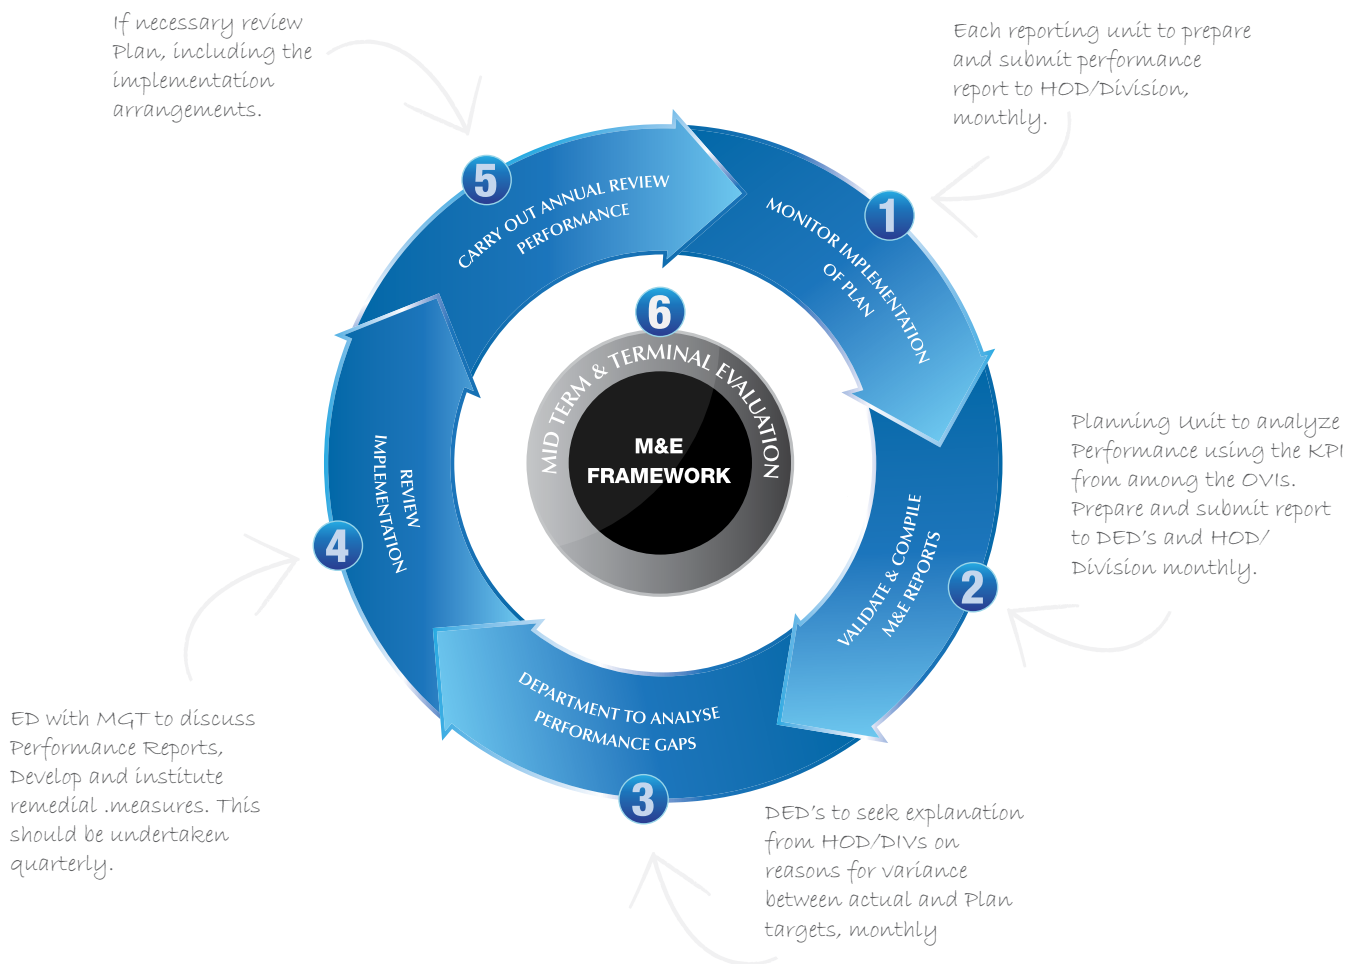 If necessary review
Plan, including the
implementation
arrangements.
Each reporting unit to prepare
and submit performance
report to HOD/Division,
monthly.
5
CARRY OUT ANNUAL REVIEW
PERFORMANCE
1
MONITOR IMPLEMENTATION
OF PLAN
6
MID TERM & TERMINAL EVALUATION
M&E
FRAMEWORK
Planning Unit to analyze
Performance using the KPI
from among the OVIs.
Prepare and submit report
to DED's and HOD/
Division monthly.
4
REVIEW
IMPLEMENTATION
2
VALIDATE & COMPILE
M&E REPORTS
ED with MGT to discuss
Performance Reports,
Develop and institute
remedial .measures. This
should be undertaken
quarterly.
DEPARTMENT TO ANALYSE
PERFORMANCE GAPS
3
DED's to seek explanation
from HOD/DIVs on
reasons for variance
between actual and Plan
targets, monthly